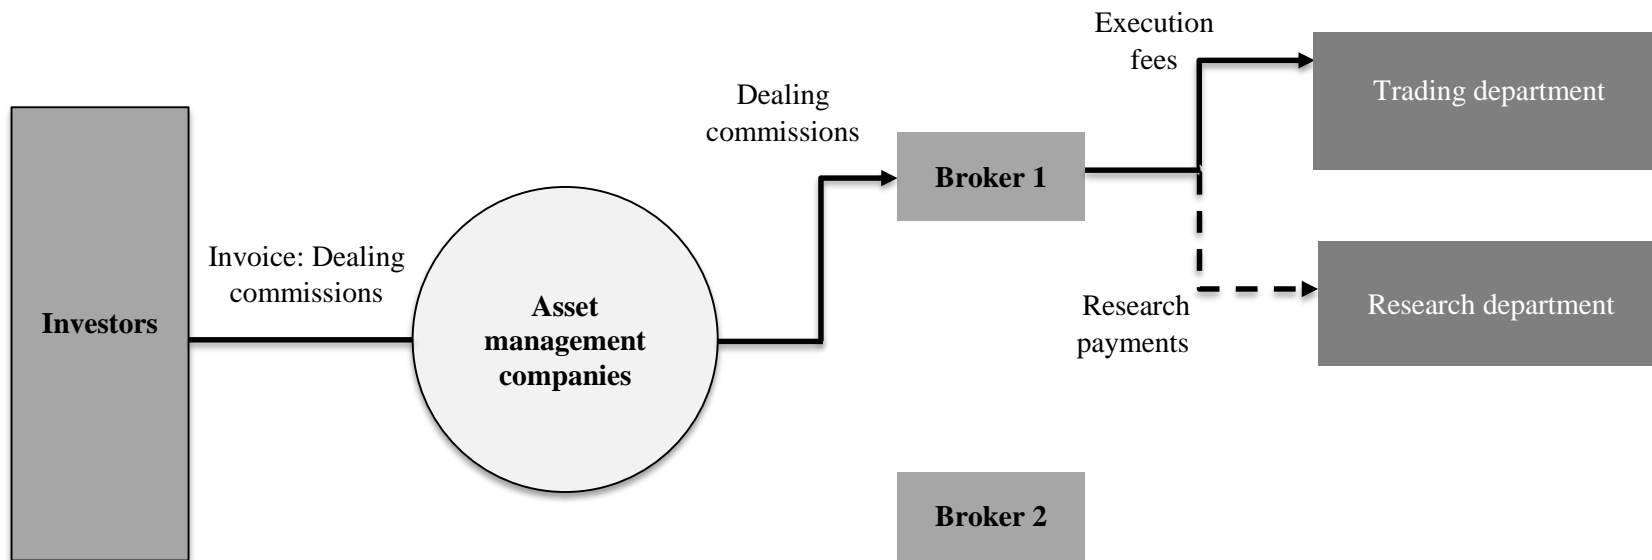 Investors
Invoice: Dealing
commissions
Asset
management
companies
Dealing
commissions
Broker 1
Execution
fees
Trading department
Research
payments
Research department
Broker 2